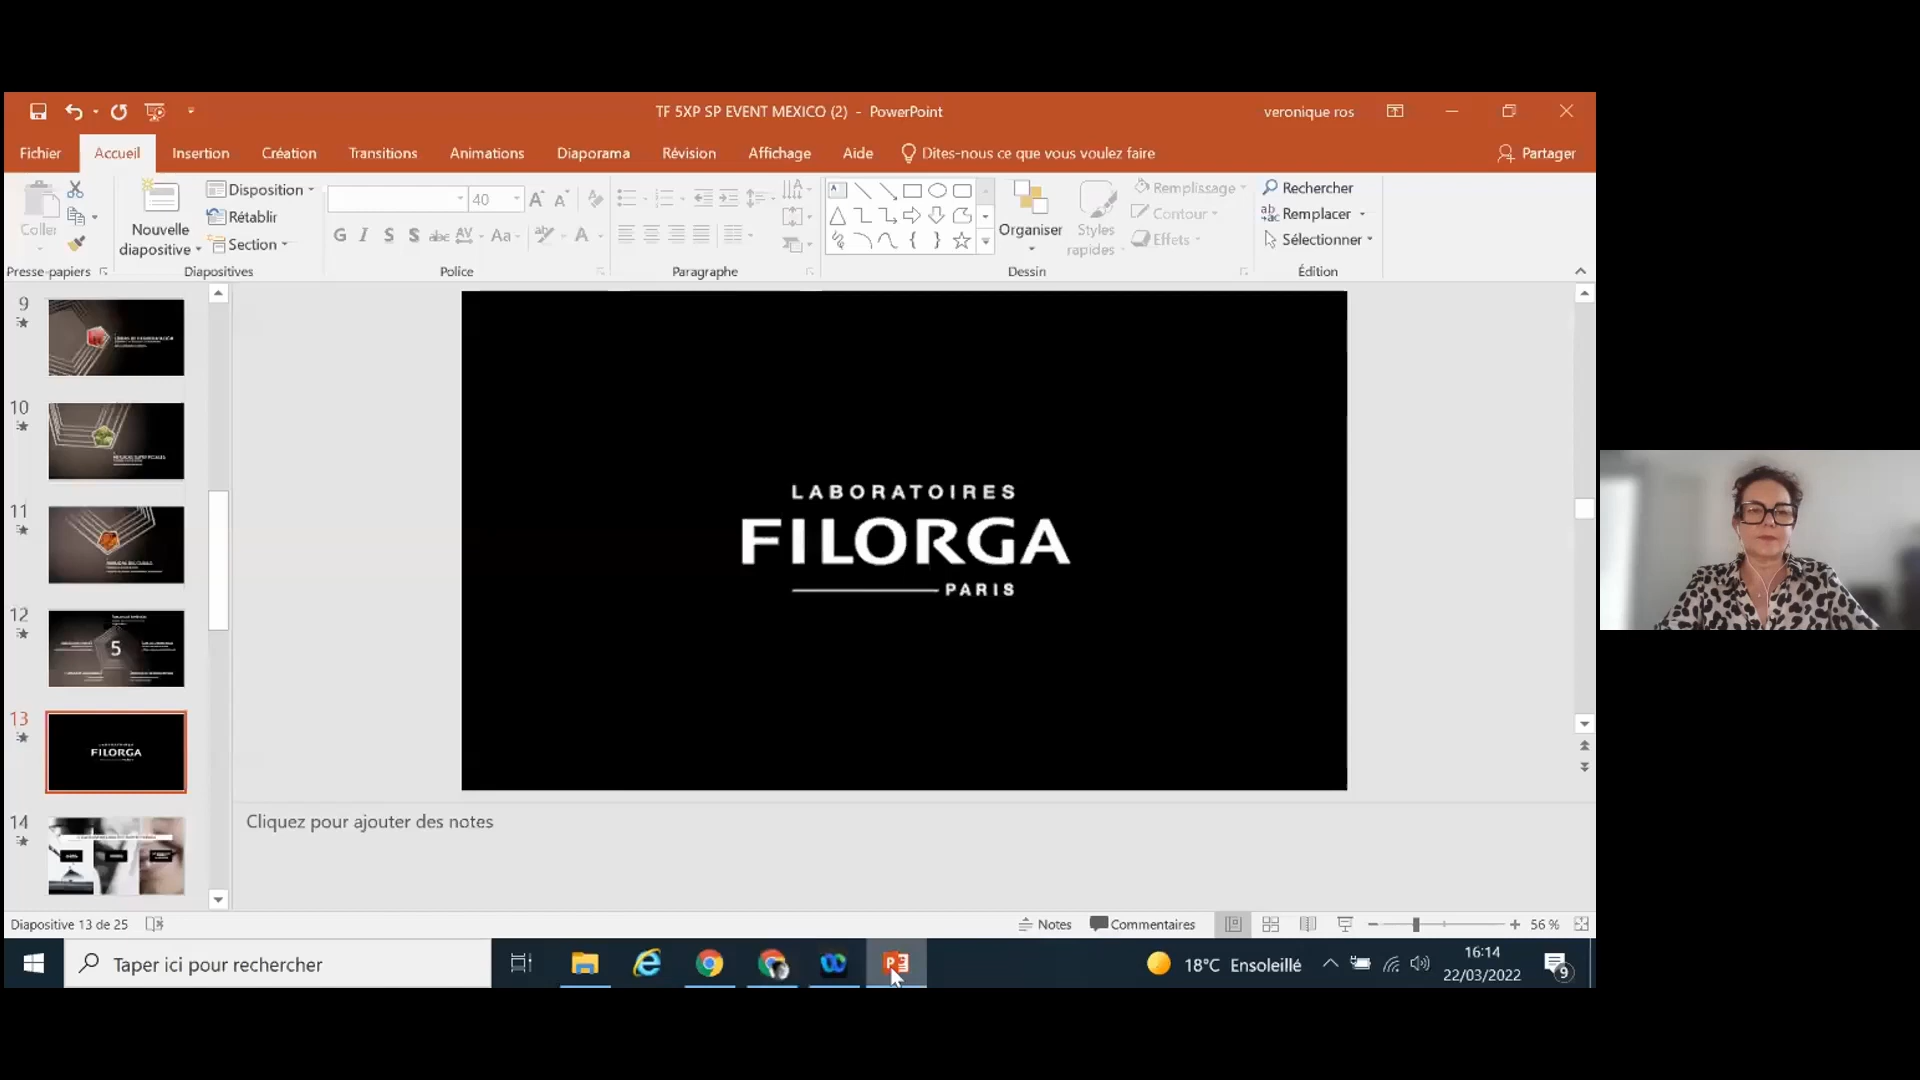 TF 5XP SP EVENT MEXICO (2) - PowerPoint
veronique ros
Fichier
Accueil
Insertion
Création
Transitions
Animations
Diaporama
Révision
Affichage
Aide
Dites-nous ce que vous voulez faire
Partager
Coller
Nouvelle
diapositive
Disposition
Rétablir
Section
40
G I S S abc AV Aa A
Organiser
Styles
rapides
Remplissage
Contour
Effets
Rechercher
Remplacer
Sélectionner
Presse-papiers
Diapositives
Police
Paragraphe
Dessin
Édition
9
10
11
12
5
13
FILORGA
14
LABORATOIRES
FILORGA
PARIS
Cliquez pour ajouter des notes
Diapositive 13 de 25
Notes
Commentaires
56 %
Taper ici pour rechercher
18°C Ensoleillé
16:14
22/03/2022
9